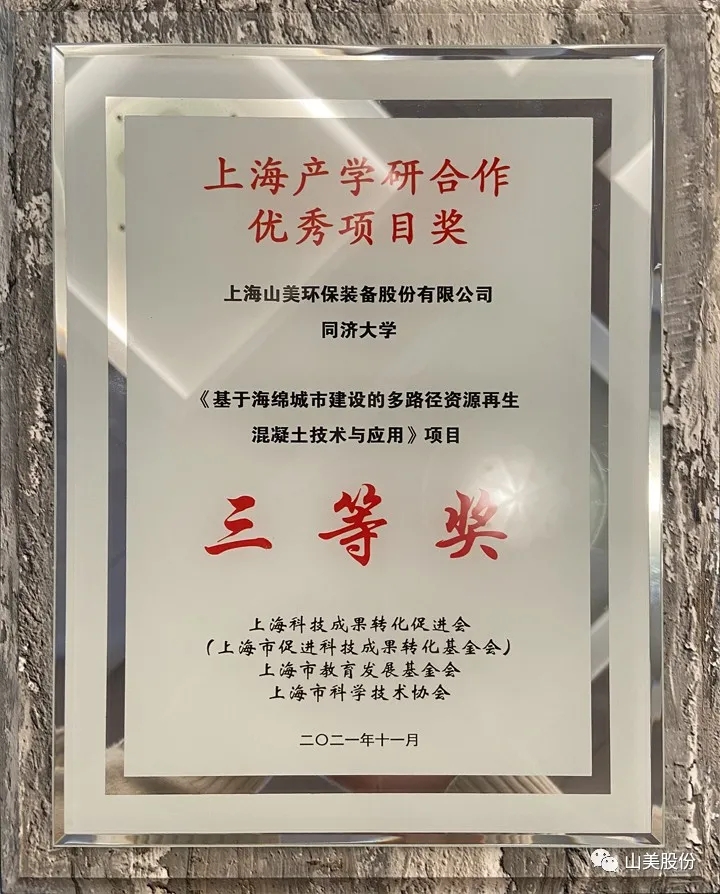 上海产学研合作
优秀项目奖
上海山美环保装备股份有限公司
同济大学
《基于海绵城市建设的多路径资源再生
混凝土技术与应用》项目
三等奖
上海科技成果转化促进会
(上海市促进科技成果转化基金会)
上海市教育发展基金会
上海市科学技术协会
二〇二一年十一月
山美股份